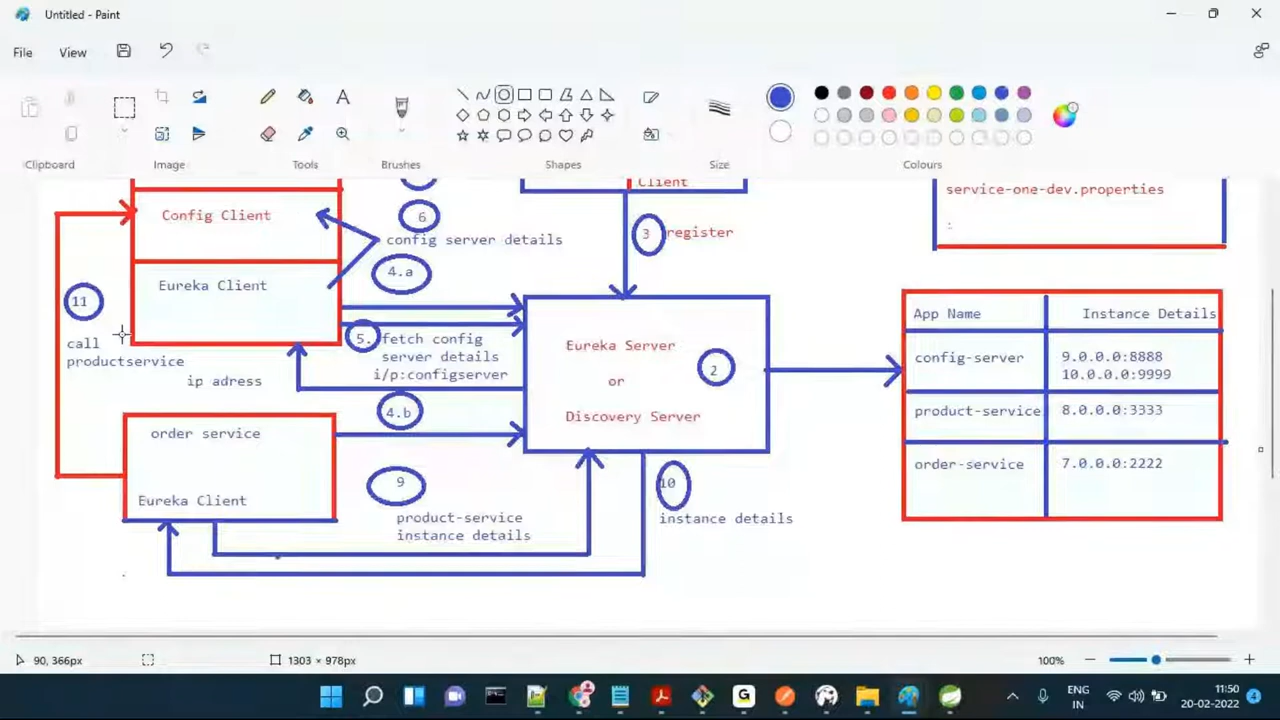 Untitled - Paint
File
View
Clipboard
Image
Tools
Brushes
Shapes
Size
Colours
Client
service-one-dev.properties
:
Config Client
6
config server details
3
register
4.a
Eureka Client
11
call
productservice
ip adress
5.
fetch config
server details
i/p:configserver
Eureka Server
or
Discovery Server
2
App Name
Instance Details
config-server
9.0.0.0:8888
10.0.0.0:9999
product-service
8.0.0.0:3333
order-service
7.0.0.0:2222
4.b
order service
Eureka Client
9
product-service
instance details
10
instance details
90, 366px
1303 × 978px
100%
ENG
IN
11:50
20-02-2022
4